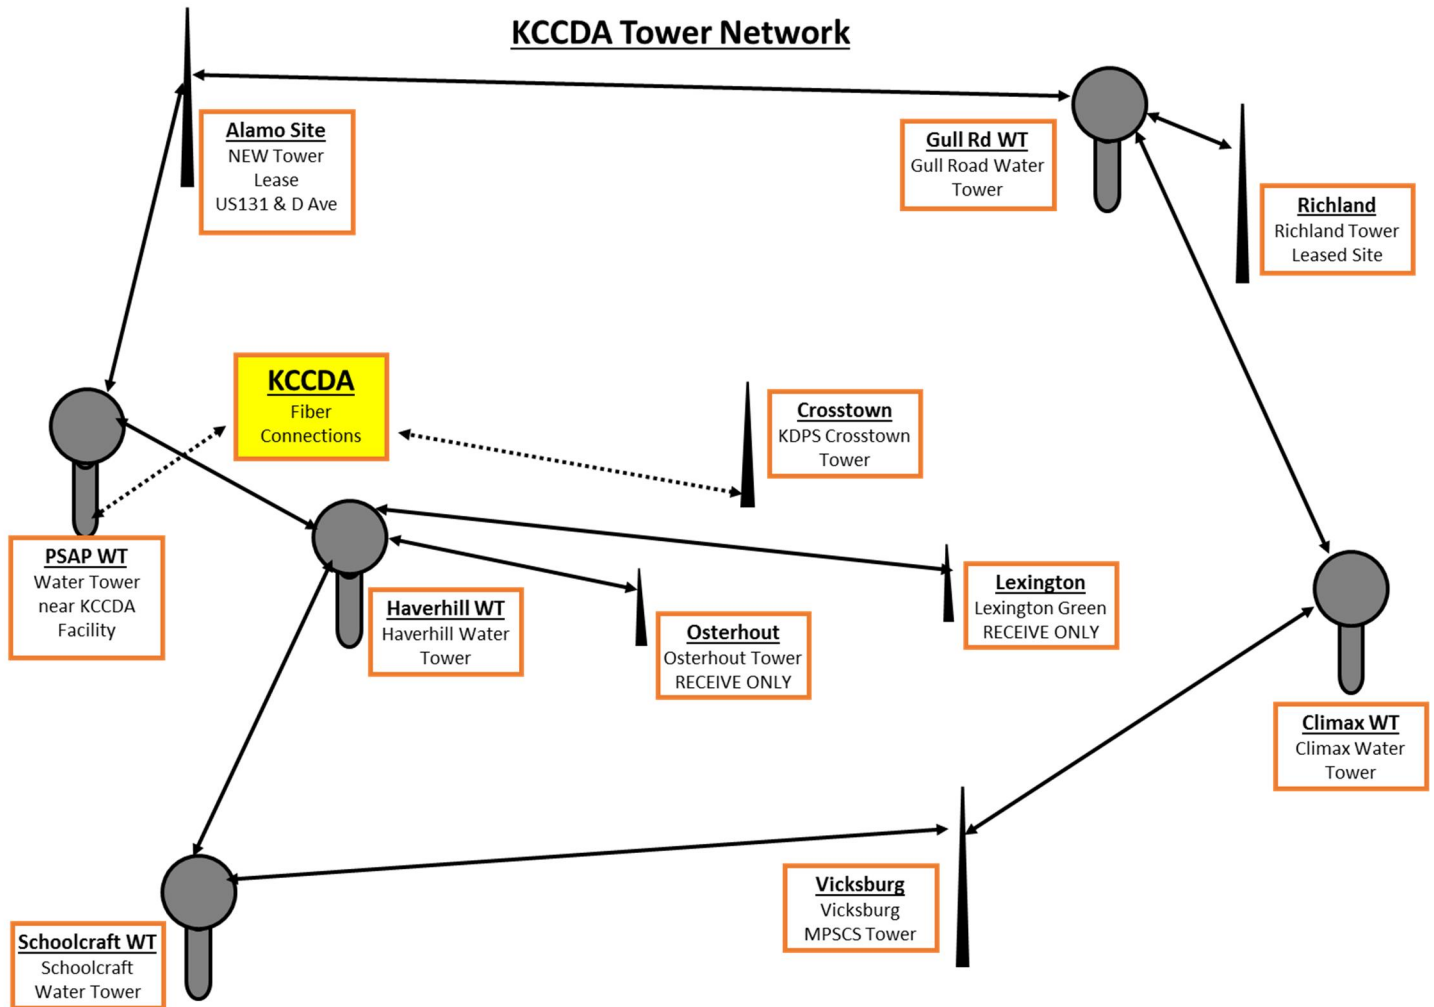 KCCDA Tower Network
Alamo Site
NEW Tower
Lease
US131 & D Ave
Gull Rd WT
Gull Road Water
Tower
Richland
Richland Tower
Leased Site
KCCDA
Fiber
Connections
Crosstown
KDPS Crosstown
Tower
PSAP WT
Water Tower
near KCCDA
Facility
Haverhill WT
Haverhill Water
Tower
Osterhout
Osterhout Tower
RECEIVE ONLY
Lexington
Lexington Green
RECEIVE ONLY
Climax WT
Climax Water
Tower
Schoolcraft WT
Schoolcraft
Water Tower
Vicksburg
Vicksburg
MPSCS Tower